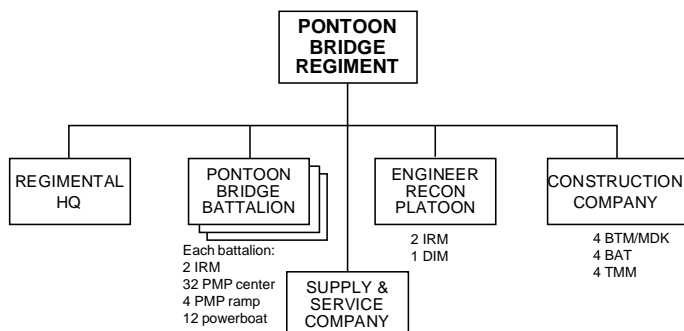 PONTOON
BRIDGE
REGIMENT
REGIMENTAL
HQ
PONTOON
BRIDGE
BATTALION
Each battalion:
2 IRM
32 PMP center
4 PMP ramp
12 powerboat
SUPPLY &
SERVICE
COMPANY
ENGINEER
RECON
PLATOON
2 IRM
1 DIM
CONSTRUCTION
COMPANY
4 BTM/MDK
4 BAT
4 TMM